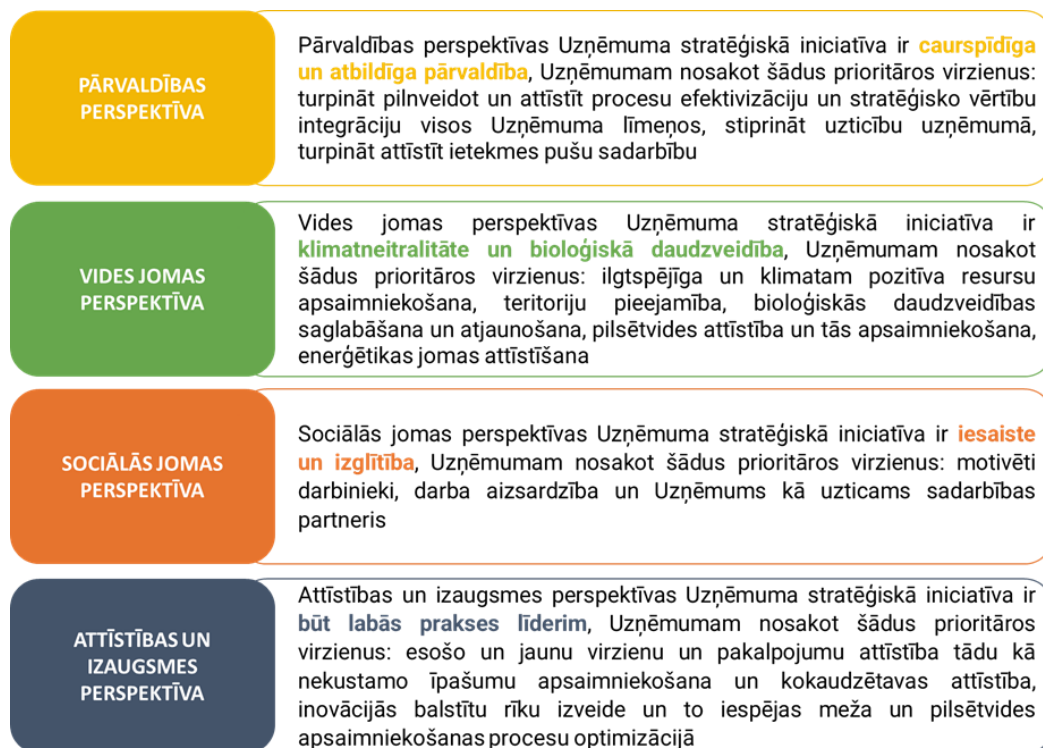 PĀRVALDĪBAS
PERSPEKTĪVA
Pārvaldības perspektīvas Uzņēmuma stratēģiskā iniciatīva ir caurspīdīga
un atbildīga pārvaldība, Uzņēmumam nosakot šādus prioritāros virzienus:
turpināt pilnveidot un attīstīt procesu efektivizāciju un stratēģisko vērtību
integrāciju visos Uzņēmuma līmeņos, stiprināt uzticību uzņēmumā,
turpināt attīstīt ietekmes pušu sadarbību
VIDES JOMAS
PERSPEKTĪVA
Vides jomas perspektīvas Uzņēmuma stratēģiskā iniciatīva ir
klimatneitralitāte un bioloģiskā daudzveidība, Uzņēmumam nosakot
šādus prioritāros virzienus: ilgtspējīga un klimatam pozitīva resursu
apsaimniekošana, teritoriju pieejamība, bioloģiskās daudzveidības
saglabāšana un atjaunošana, pilsētvides attīstība un tās apsaimniekošana,
enerģētikas jomas attīstīšana
SOCIĀLĀS JOMAS
PERSPEKTĪVA
Sociālās jomas perspektīvas Uzņēmuma stratēģiskā iniciatīva ir iesaiste
un izglītība, Uzņēmumam nosakot šādus prioritāros virzienus: motivēti
darbinieki, darba aizsardzība un Uzņēmums kā uzticams sadarbības
partneris
ATTĪSTĪBAS UN
IZAUGSMES
PERSPEKTĪVA
Attīstības un izaugsmes perspektīvas Uzņēmuma stratēģiskā iniciatīva ir
būt labās prakses līderim, Uzņēmumam nosakot šādus prioritāros
virzienus: esošo un jaunu virzienu un pakalpojumu attīstība tādu kā
nekustamo īpašumu apsaimniekošana un kokaudzētavas attīstība,
inovācijās balstītu rīku izveide un to iespējas meža un pilsētvides
apsaimniekošanas procesu optimizācijā